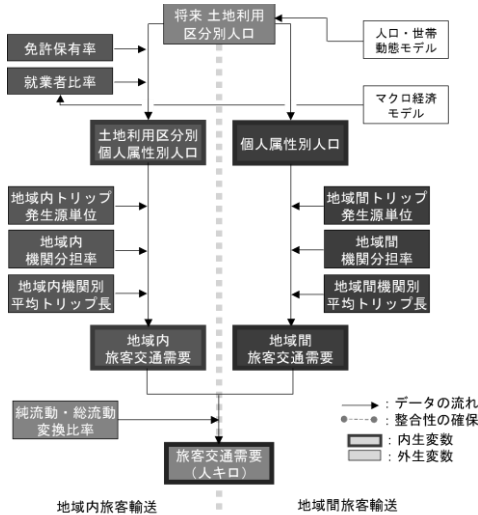 将来 土地利用
区分別人口
人口・世帯
動態モデル
免許保有率
就業者比率
マクロ経済
モデル
土地利用区分別
個人属性別人口
個人属性別人口
地域内トリップ
発生源単位
地域間トリップ
発生源単位
地域内
機関分担率
地域間
機関分担率
地域内機関別
平均トリップ長
地域間機関別
平均トリップ長
地域内
旅客交通需要
地域間
旅客交通需要
純流動・総流動
変換比率
旅客交通需要
(人キロ)
：データの流れ
：整合性の確保
：内生変数
：外生変数
地域内旅客輸送
地域間旅客輸送